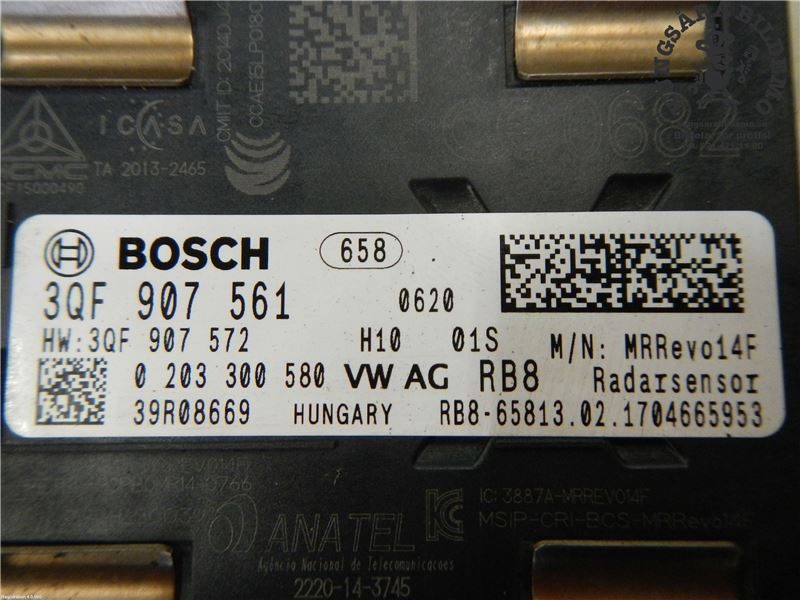 ICASA
TA 2013-2465
CMC
0682
BOSCH 658
3QF 907 561 0620
HW:3QF 907 572 H10 01S M/N: MRRevo14F
0 203 300 580 VW AG RB8 Radarsensor
39R08669 HUNGARY RB8-65813.02.1704665953
IC: 3887A-MRREVO14F
MSIP-CRI-BCS-MRRevo14F
ANATEL
Agência Nacional de Telecomunicações
2220-14-3745